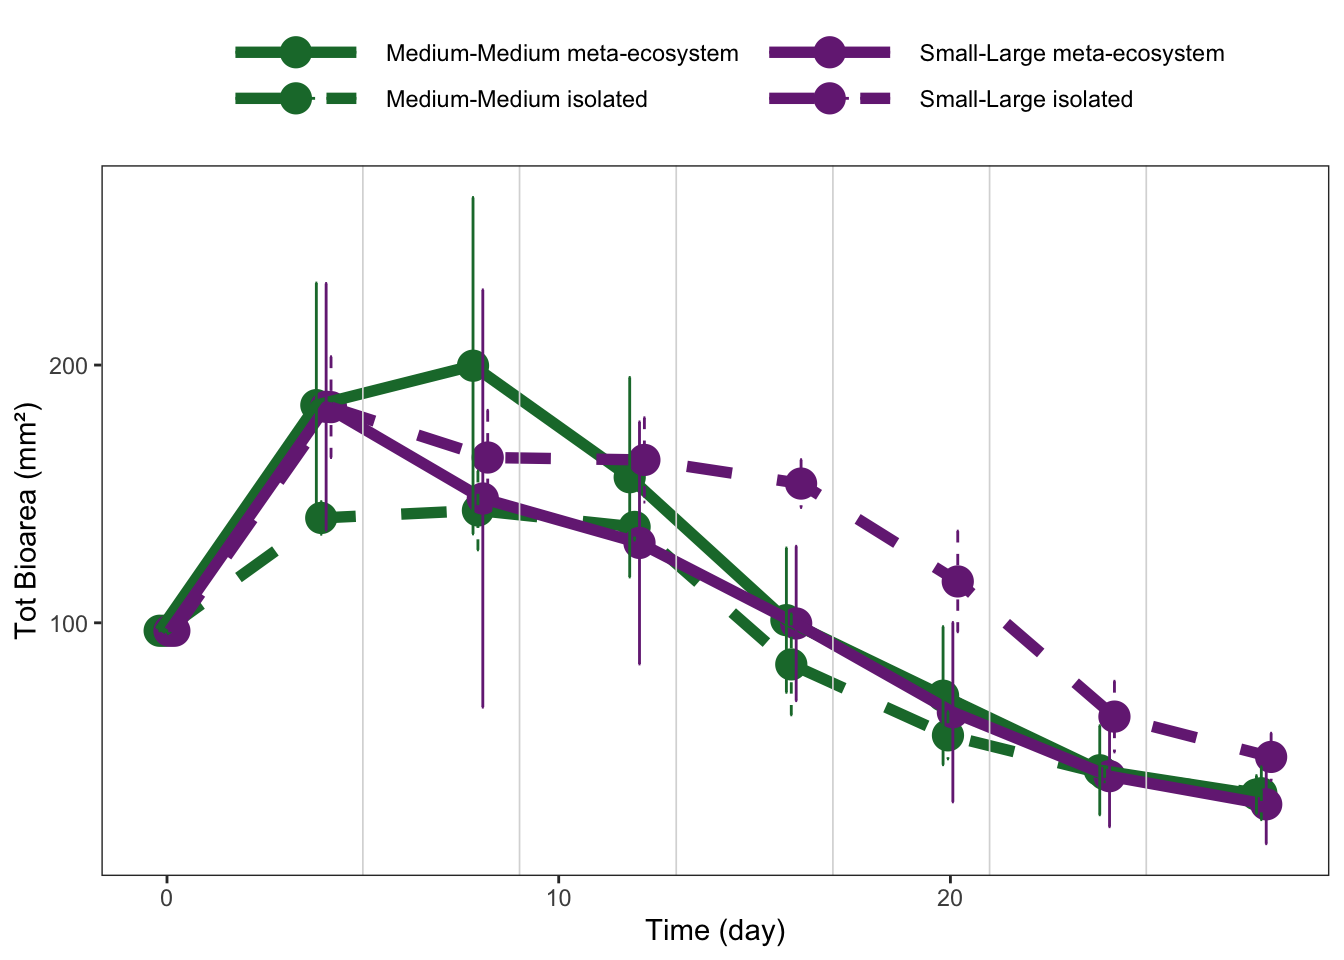 Medium-Medium meta-ecosystem
Small-Large meta-ecosystem
Medium-Medium isolated
Small-Large isolated
Tot Bioarea (mm²)
200
100
0
10
20
Time (day)